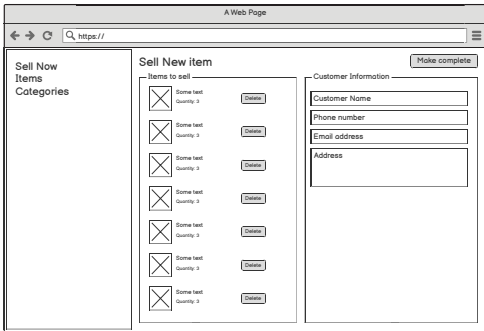 A Web Page
https://
Sell Now
Items
Categories
Sell New item
Make complete
Items to sell
Some text
Quantity: 3
Delete
Some text
Quantity: 3
Delete
Some text
Quantity: 3
Delete
Some text
Quantity: 3
Delete
Some text
Quantity: 3
Delete
Some text
Quantity: 3
Delete
Some text
Quantity: 3
Delete
Customer Information
Customer Name
Phone number
Email address
Address